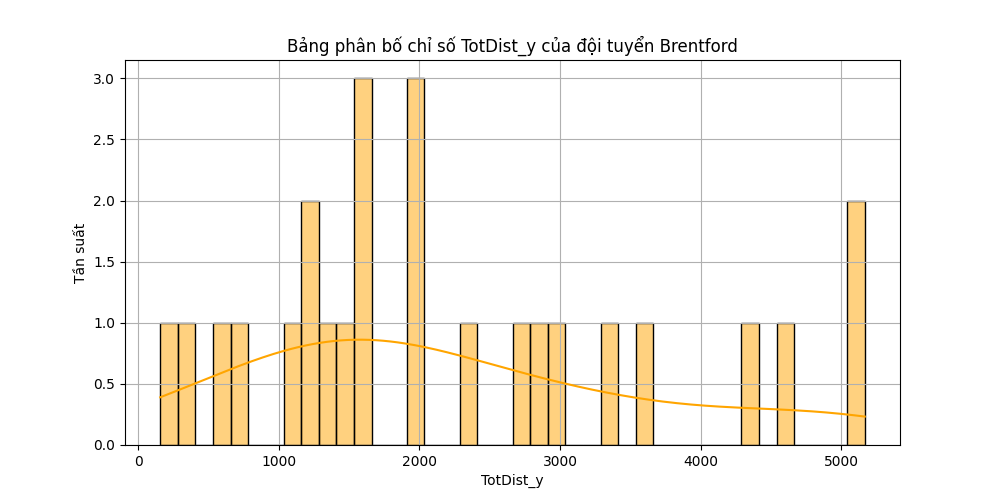 Bảng phân bố chỉ số TotDist_y của đội tuyển Brentford
3.0
2.5
2.0
1.5
1.0
0.5
0.0
Tần suất
0 1000 2000 3000 4000 5000
TotDist_y